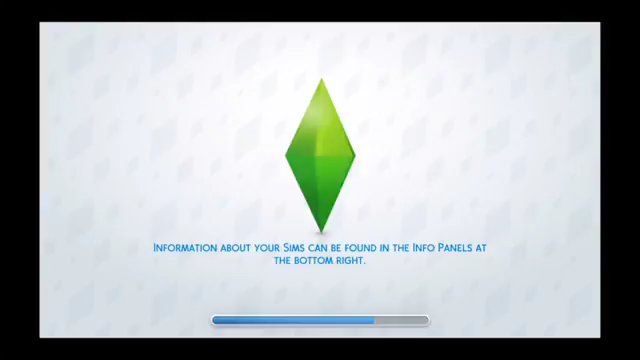 Information about your Sims can be found in the Info Panels at
the bottom right.